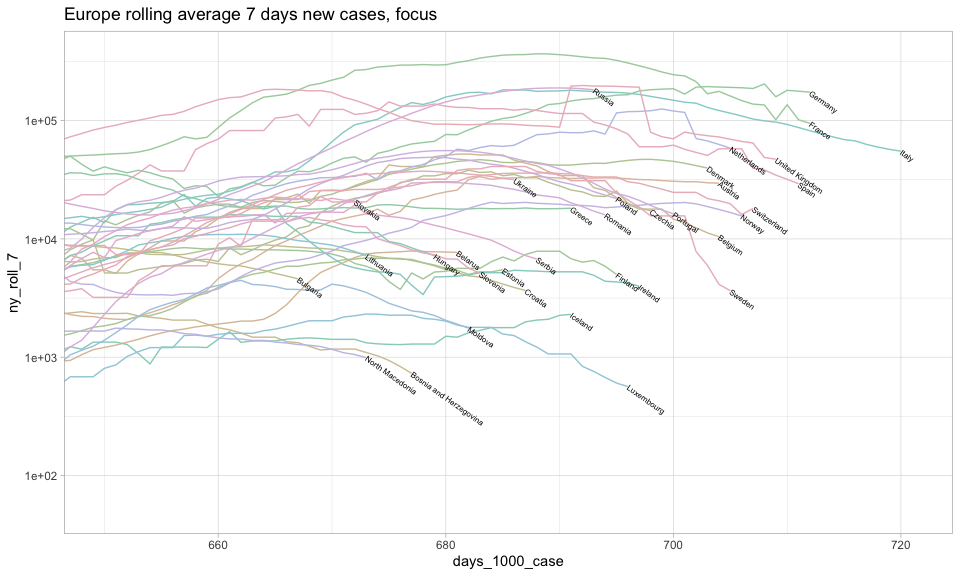 Europe rolling average 7 days new cases, focus
ny_roll_7
1e+05
1e+04
1e+03
1e+02
Germany
Russia
France
Italy
Netherlands
United Kingdom
Spain
Denmark
Austria
Ukraine
Slovakia
Poland
Greece
Romania
Czechia
Portugal
Switzerland
Norway
Belgium
Lithuania
Hungary
Belarus
Serbia
Slovenia
Estonia
Croatia
Finland
Ireland
Sweden
Bulgaria
Iceland
Moldova
North Macedonia
Bosnia and Herzegovina
Luxembourg
660
680
700
720
days_1000_case